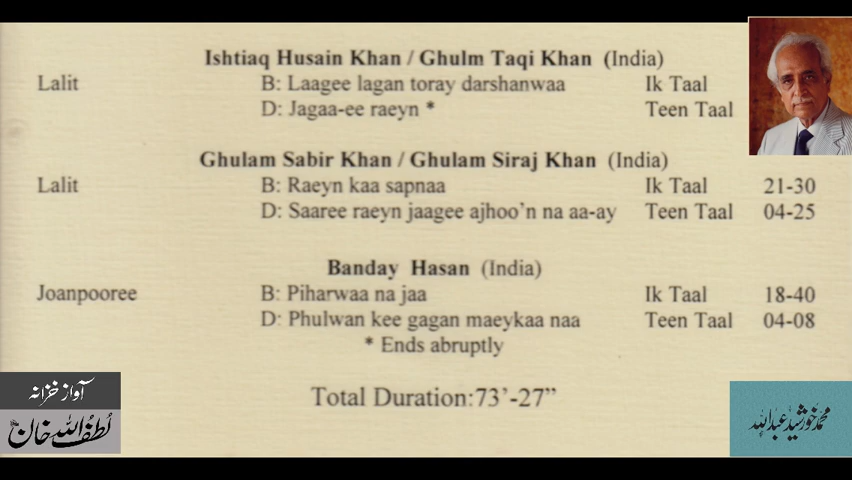 Ishtiaq Husain Khan / Ghulm Taqi Khan (India)
Lalit B: Laagee lagan toray darshanwaa Ik Taal
D: Jagaa-ee raeyn * Teen Taal
Ghulam Sabir Khan / Ghulam Siraj Khan (India)
Lalit B: Raeyn kaa sapnaa Ik Taal 21-30
D: Saaree raeyn jaagee ajhoo'n na aa-ay Teen Taal 04-25
Banday Hasan (India)
Joanpooree B: Piharwaa na jaa Ik Taal 18-40
D: Phulwan kee gagan maeykaa naa Teen Taal 04-08
* Ends abruptly
Total Duration:73'-27"
آواز خزانہ
لُطفُ اللہ خان
محمد خورشید عبداللہ